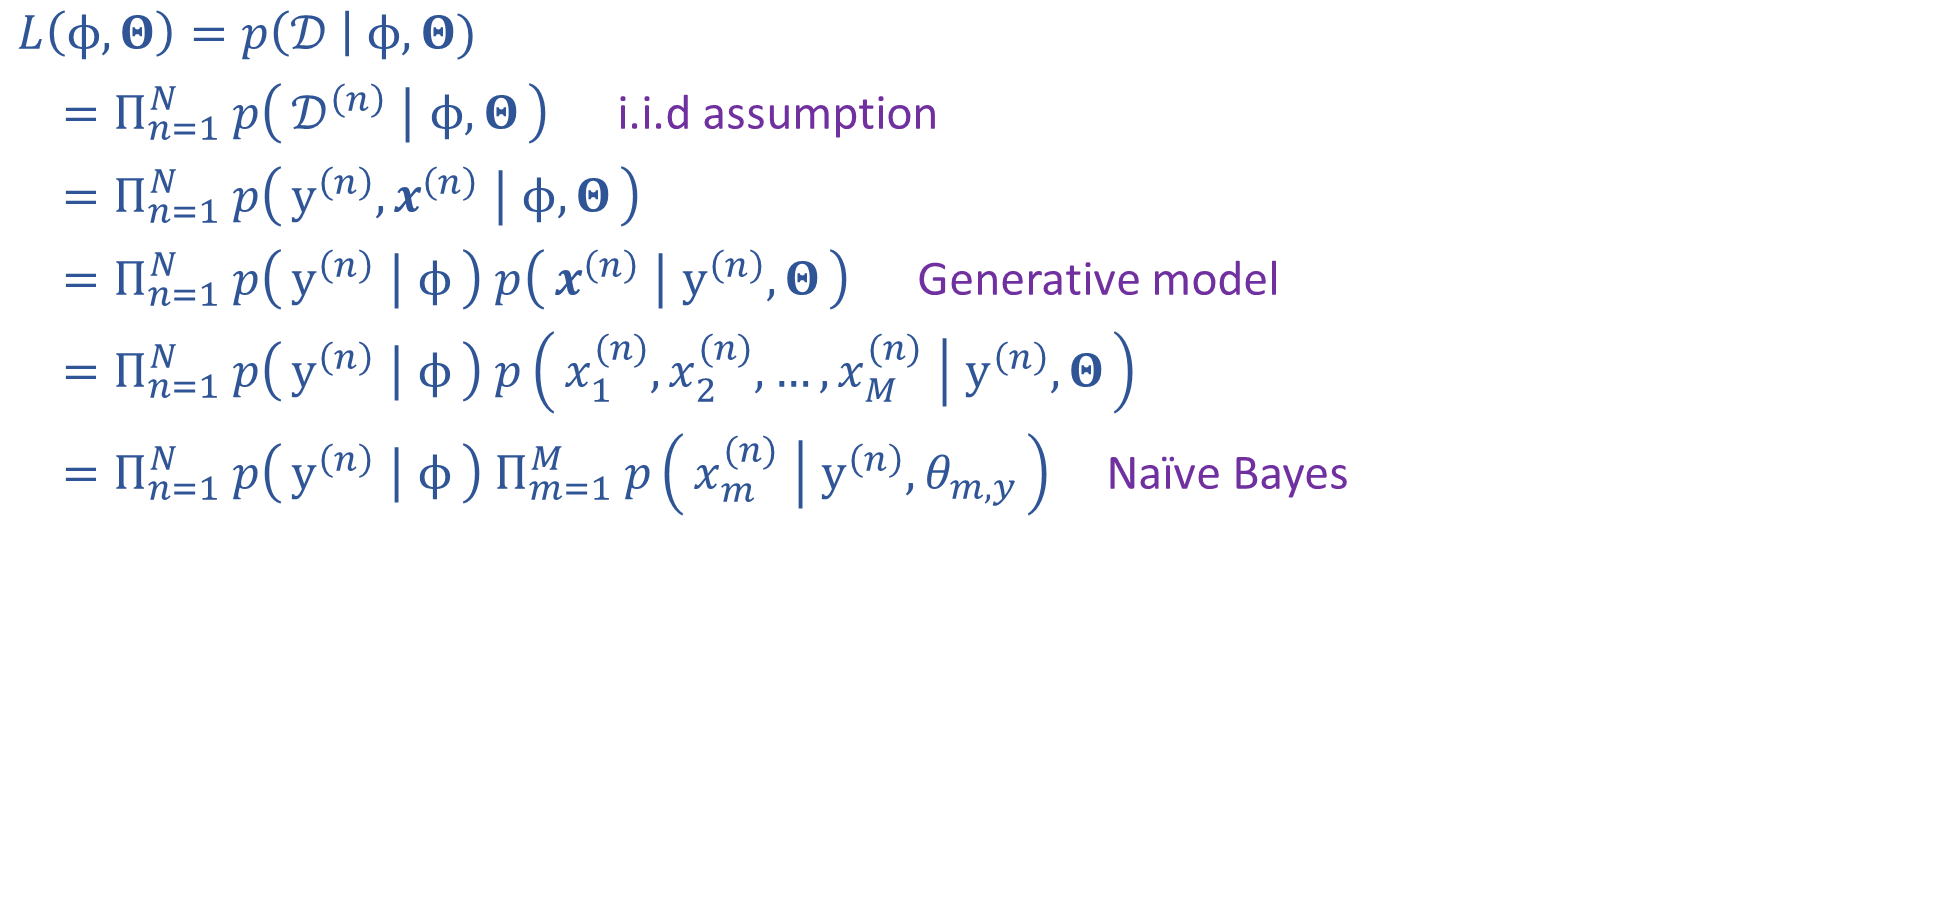 L(ϕ, 𝚯) = p(𝒟 | ϕ, 𝚯)
= Π_{n=1}^{N} p( 𝒟^{(n)} | ϕ, 𝚯 ) i.i.d assumption
= Π_{n=1}^{N} p( y^{(n)}, 𝒙^{(n)} | ϕ, 𝚯 )
= Π_{n=1}^{N} p( y^{(n)} | ϕ ) p( 𝒙^{(n)} | y^{(n)}, 𝚯 ) Generative model
= Π_{n=1}^{N} p( y^{(n)} | ϕ ) p( x_1^{(n)}, x_2^{(n)}, …, x_M^{(n)} | y^{(n)}, 𝚯 )
= Π_{n=1}^{N} p( y^{(n)} | ϕ ) Π_{m=1}^{M} p( x_m^{(n)} | y^{(n)}, θ_{m,y} ) Naïve Bayes